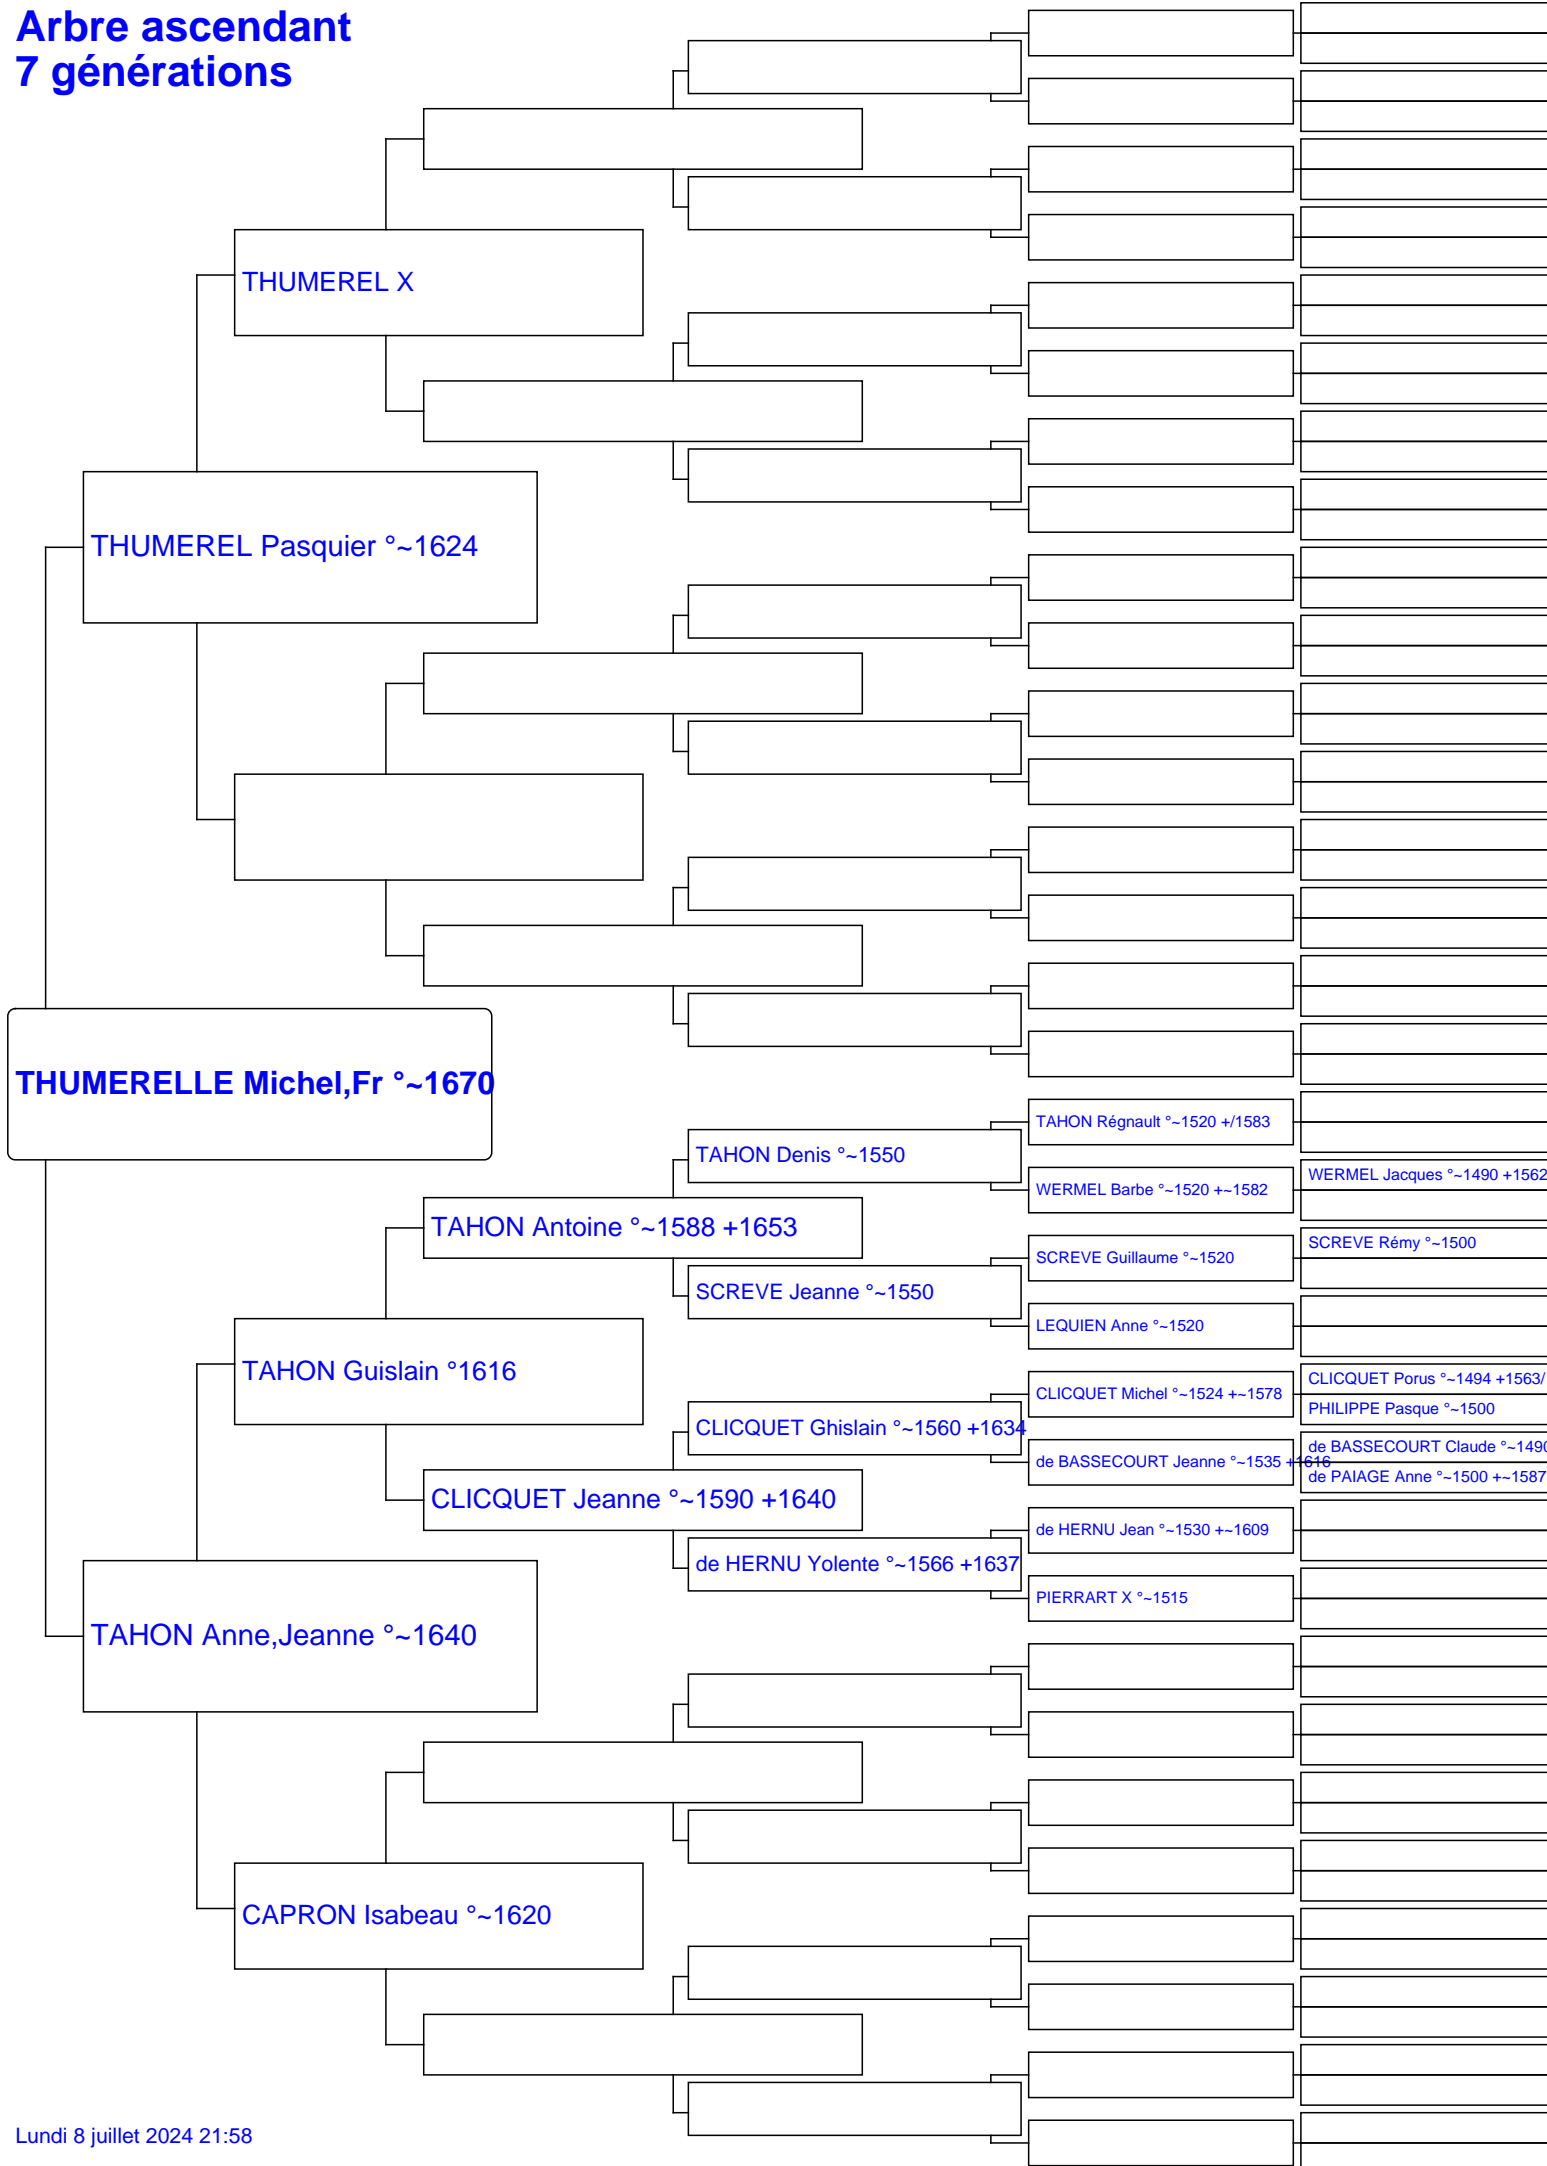 Arbre ascendant
7 générations
THUMEREL X
THUMEREL Pasquier °~1624
THUMERELLE Michel,Fr °~1670
TAHON Régnault °~1520 +/1583
TAHON Denis °~1550
WERMEL Jacques °~1490 +1562
WERMEL Barbe °~1520 +~1582
TAHON Antoine °~1588 +1653
SCREVE Rémy °~1500
SCREVE Guillaume °~1520
SCREVE Jeanne °~1550
LEQUIEN Anne °~1520
TAHON Guislain °1616
CLICQUET Porus °~1494 +1563/
CLICQUET Michel °~1524 +~1578
PHILIPPE Pasque °~1500
CLICQUET Ghislain °~1560 +1634
de BASSECOURT Claude °~1490
de BASSECOURT Jeanne °~1535 +1616
de PAIAGE Anne °~1500 +~1587
CLICQUET Jeanne °~1590 +1640
de HERNU Jean °~1530 +~1609
de HERNU Yolente °~1566 +1637
PIERRART X °~1515
TAHON Anne,Jeanne °~1640
CAPRON Isabeau °~1620
Lundi 8 juillet 2024 21:58